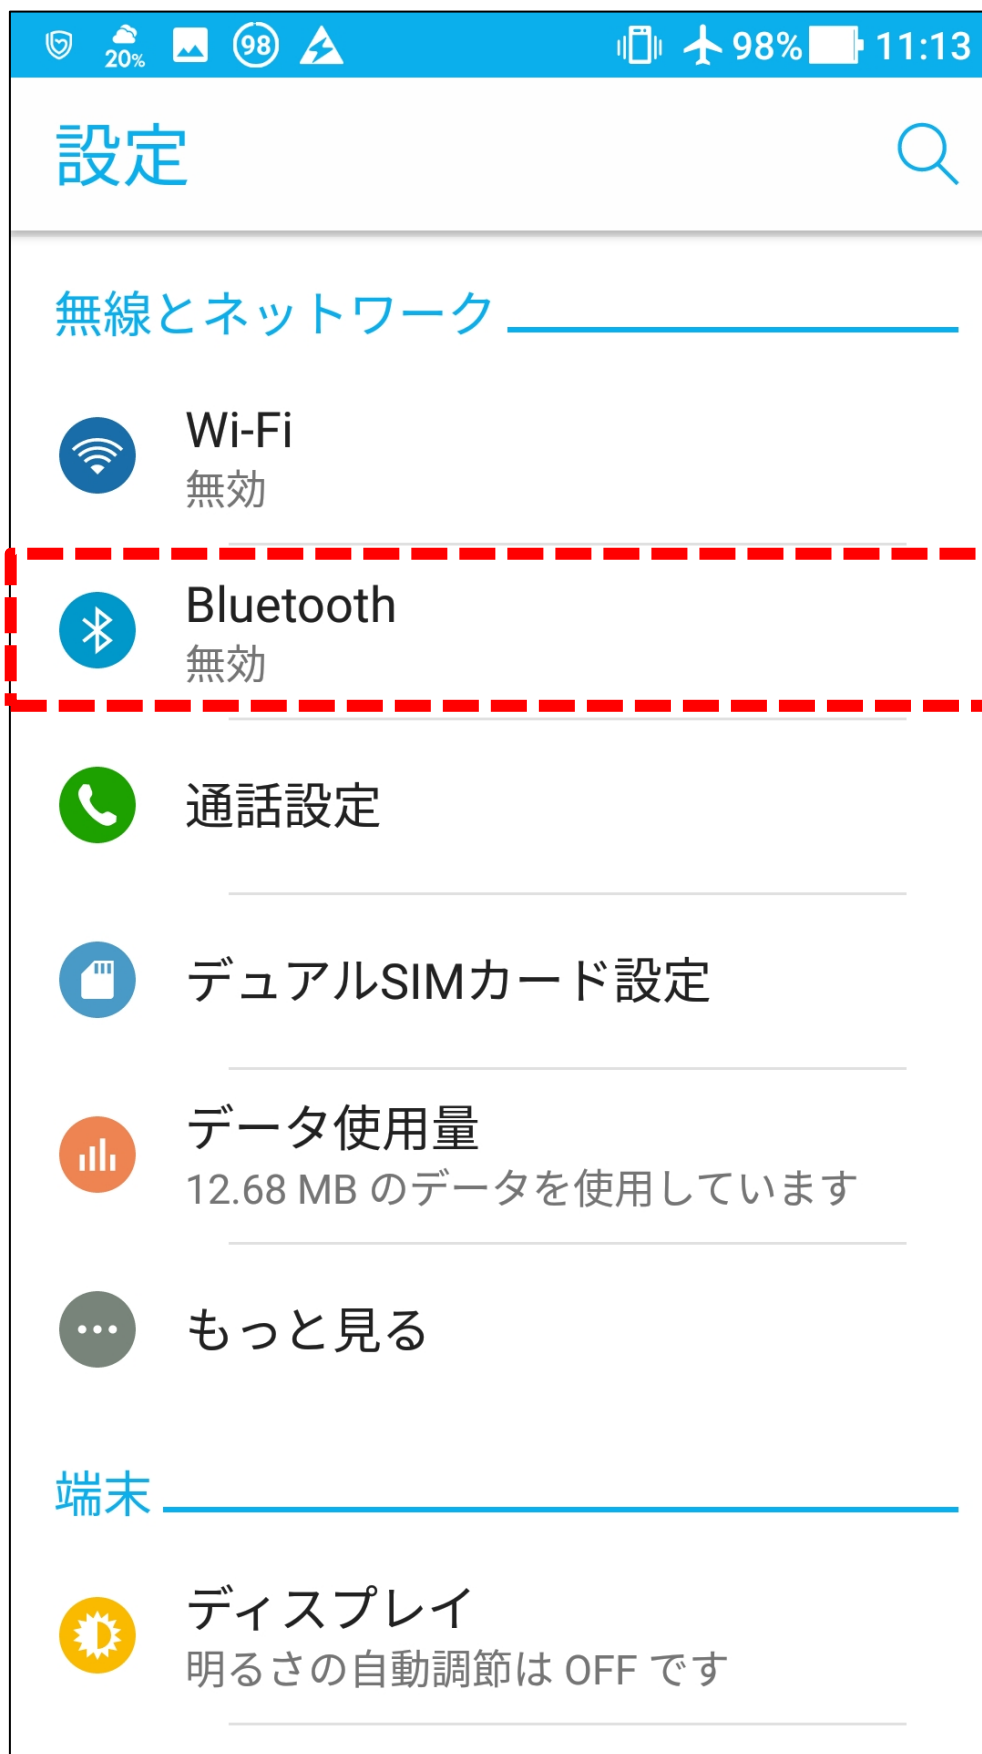 20% 98 98% 11:13
設定
無線とネットワーク
Wi-Fi
無効
Bluetooth
無効
通話設定
デュアルSIMカード設定
データ使用量
12.68 MB のデータを使用しています
もっと見る
端末
ディスプレイ
明るさの自動調節は OFF です